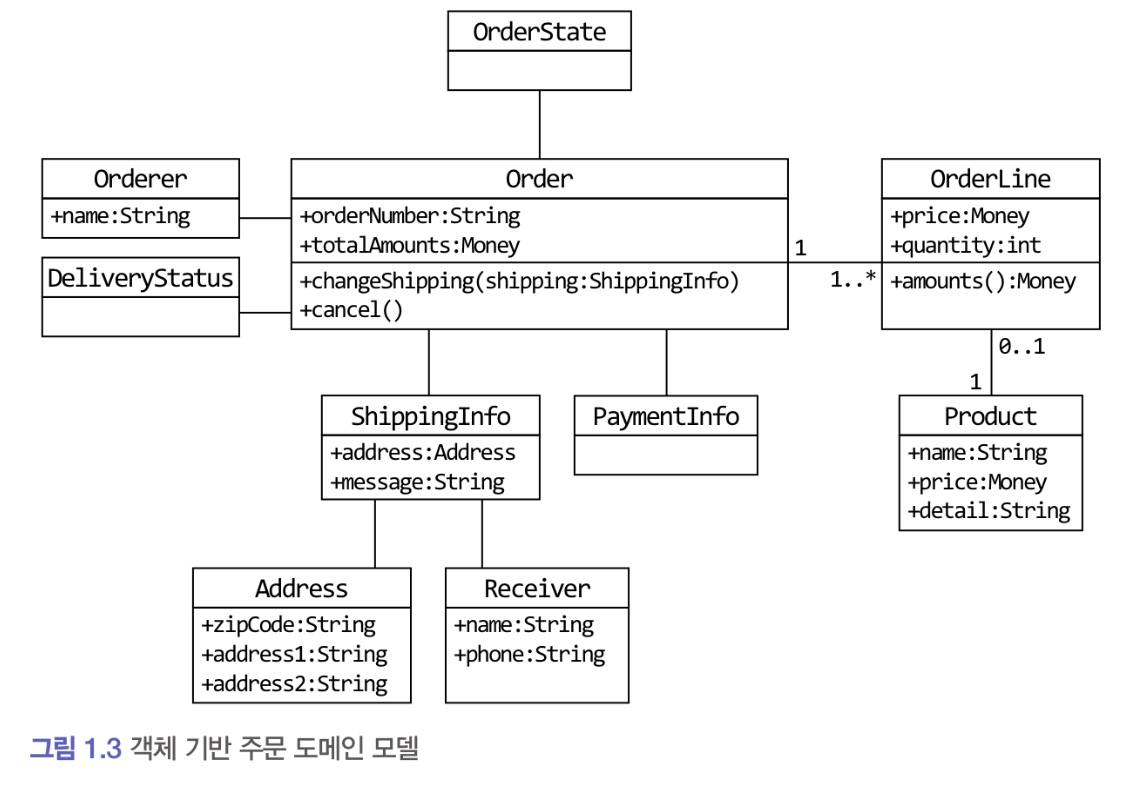 OrderState
Orderer
+name:String
DeliveryStatus
Order
+orderNumber:String
+totalAmounts:Money
+changeShipping(shipping:ShippingInfo)
+cancel()
1
1..*
OrderLine
+price:Money
+quantity:int
+amounts():Money
0..1
1
ShippingInfo
+address:Address
+message:String
PaymentInfo
Product
+name:String
+price:Money
+detail:String
Address
+zipCode:String
+address1:String
+address2:String
Receiver
+name:String
+phone:String
그림 1.3 객체 기반 주문 도메인 모델